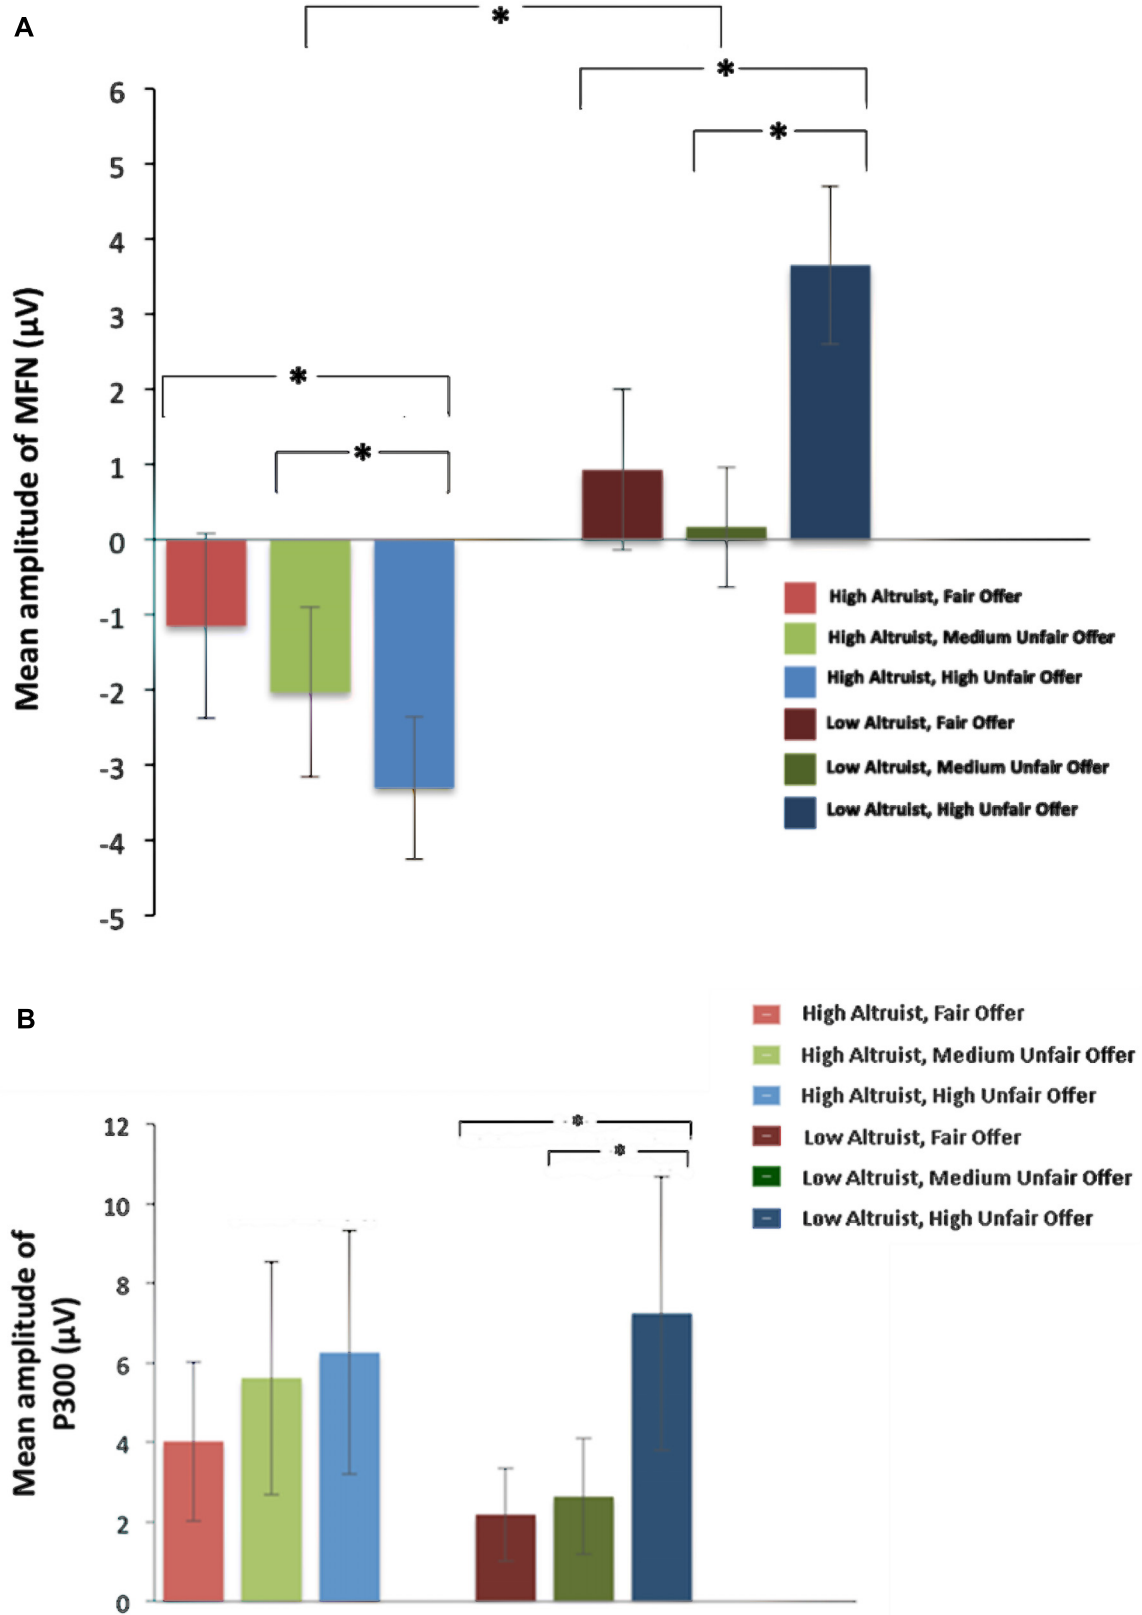 A
*
*
*
6
5
4
3
2
1
0
-1
-2
-3
-4
-5
Mean amplitude of MFN (µV)
*
*
High Altruist, Fair Offer
High Altruist, Medium Unfair Offer
High Altruist, High Unfair Offer
Low Altruist, Fair Offer
Low Altruist, Medium Unfair Offer
Low Altruist, High Unfair Offer
B
High Altruist, Fair Offer
High Altruist, Medium Unfair Offer
High Altruist, High Unfair Offer
Low Altruist, Fair Offer
Low Altruist, Medium Unfair Offer
Low Altruist, High Unfair Offer
*
*
12
10
8
6
4
2
0
Mean amplitude of
P300 (µV)